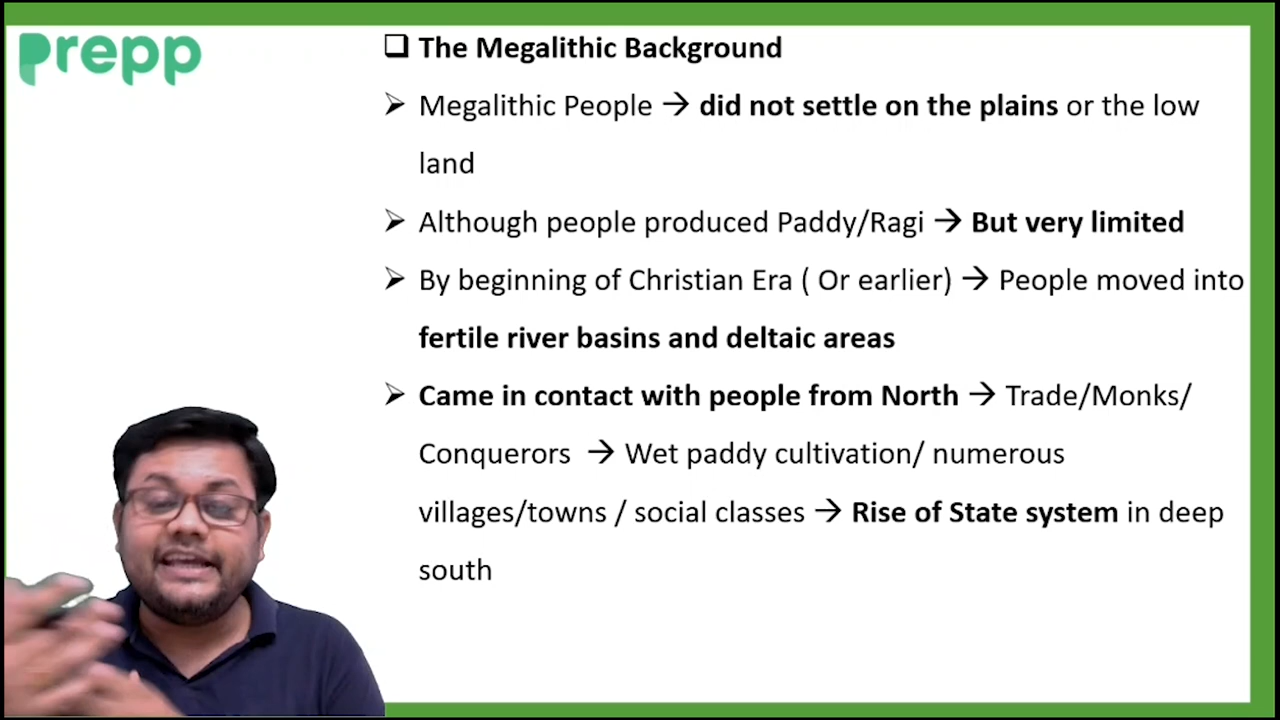 prepp
❑ The Megalithic Background
➢ Megalithic People → did not settle on the plains or the low
land
➢ Although people produced Paddy/Ragi → But very limited
➢ By beginning of Christian Era ( Or earlier) → People moved into
fertile river basins and deltaic areas
➢ Came in contact with people from North → Trade/Monks/
Conquerors → Wet paddy cultivation/ numerous
villages/towns / social classes → Rise of State system in deep
south